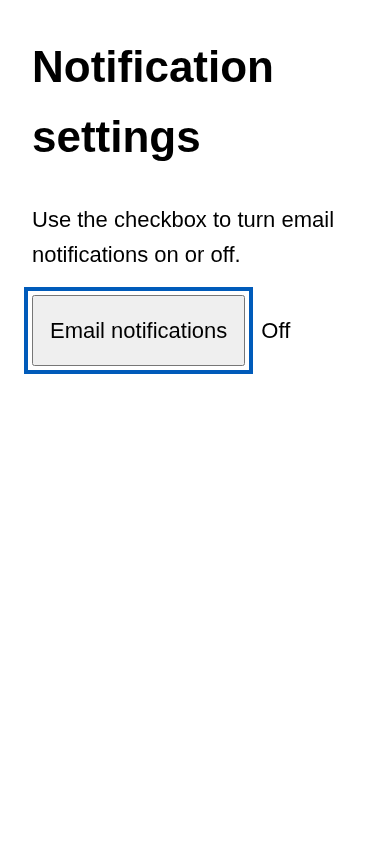 Notification
settings
Use the checkbox to turn email
notifications on or off.
Email notifications Off